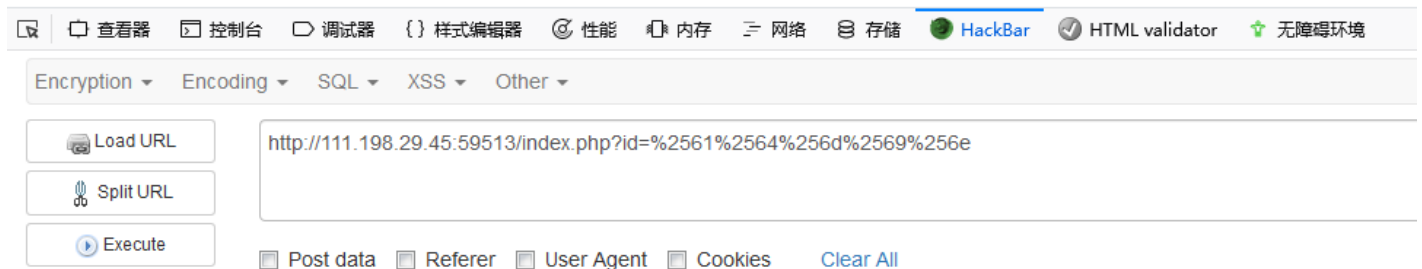 查看器 控制台 调试器 {} 样式编辑器 性能 内存 网络 存储 HackBar HTML validator 无障碍环境
Encryption Encoding SQL XSS Other
Load URL http://111.198.29.45:59513/index.php?id=%2561%2564%256d%2569%256e
Split URL
Execute
Post data Referer User Agent Cookies Clear All